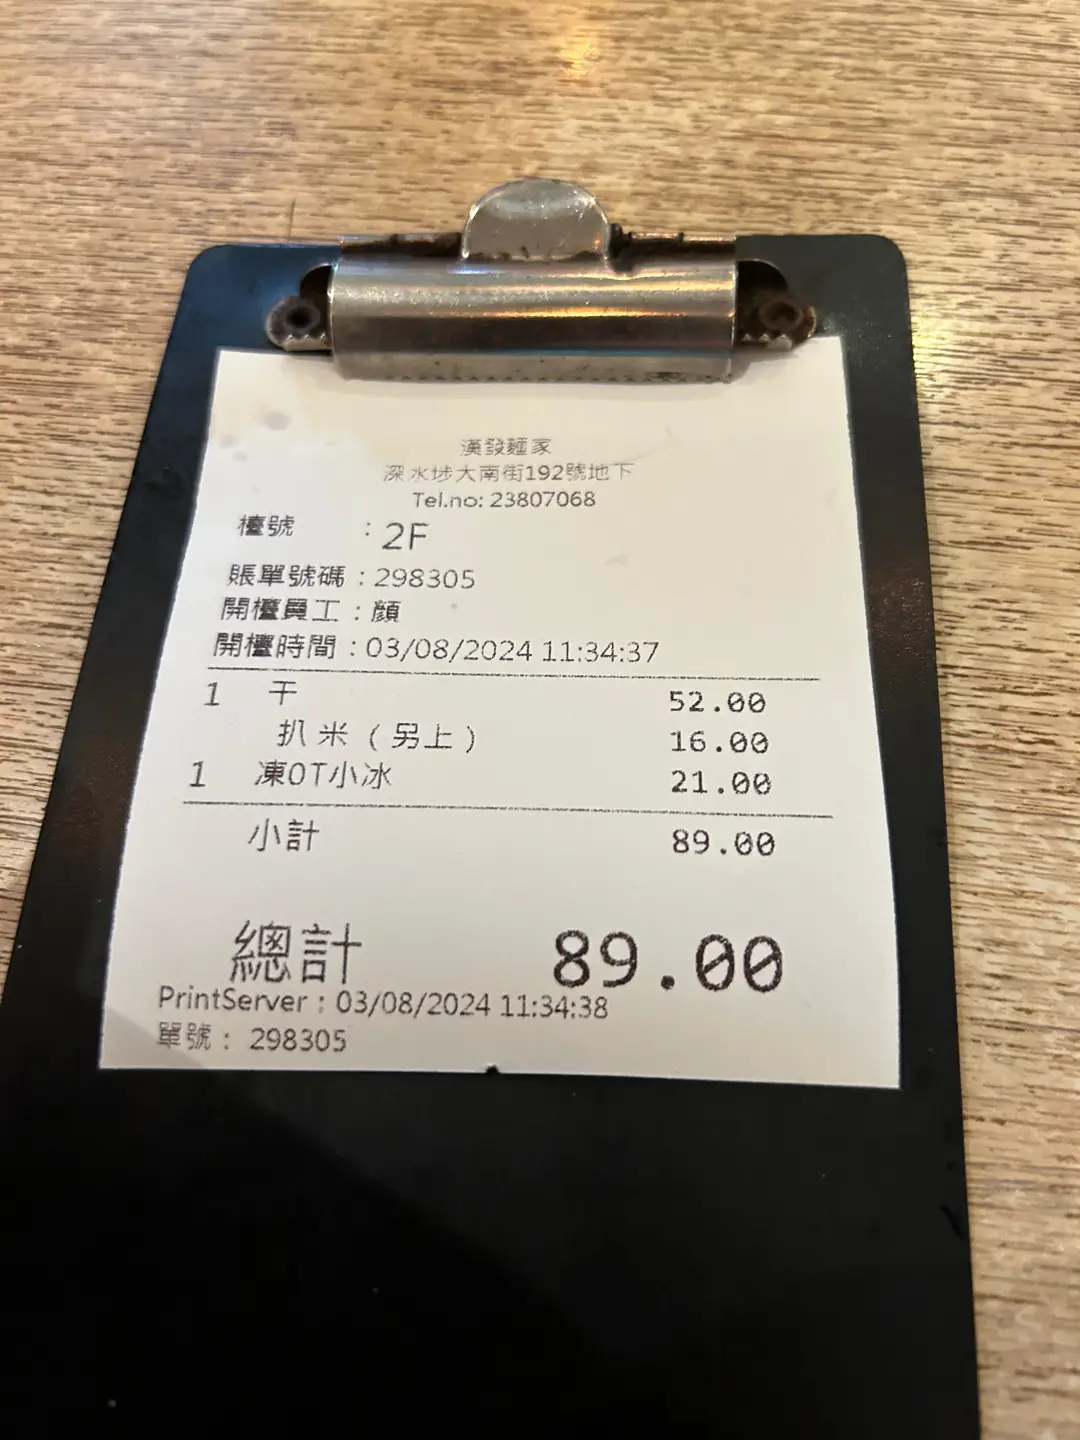 漢發麵家
深水埗大南街192號地下
Tel.no: 23807068
檯號 : 2F
賬單號碼 : 298305
開檯員工 : 顏
開檯時間 : 03/08/2024 11:34:37
1 干 52.00
扒 米 ( 另上 ) 16.00
1 凍OT小冰 21.00
小計 89.00
總計 89.00
PrintServer : 03/08/2024 11:34:38
單號 : 298305